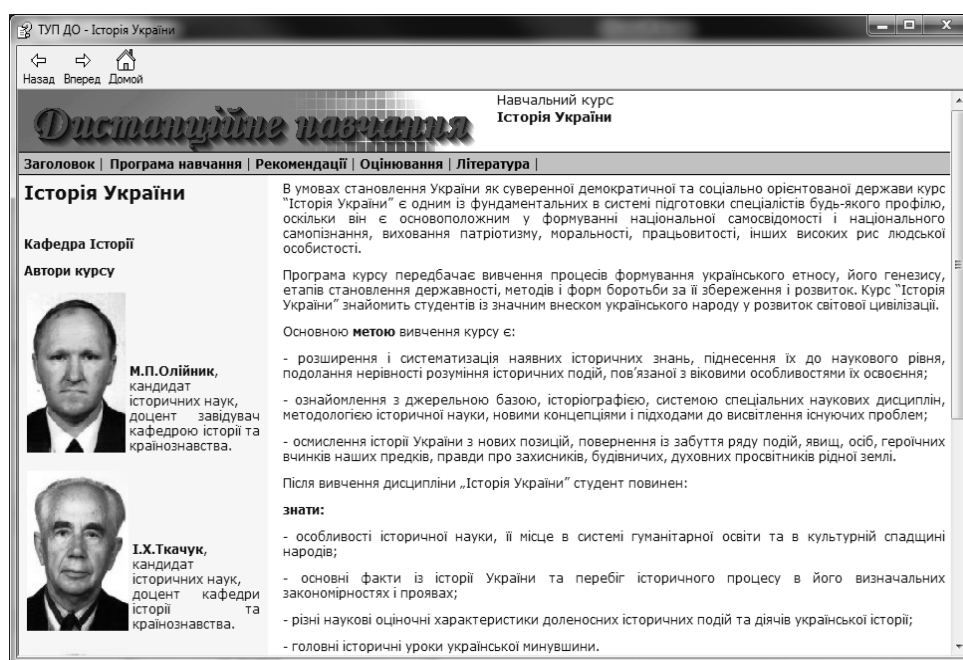 ТУП ДО - Історія України
Назад Вперед Домой
Дистанційне навчання
Навчальний курс
Історія України
Заголовок | Програма навчання | Рекомендації | Оцінювання | Література |
Історія України
Кафедра Історії
Автори курсу
М.П.Олійник,
кандидат
історичних наук,
доцент завідувач
кафедрою історії та
країнознавства.
І.Х.Ткачук,
кандидат
історичних наук,
доцент кафедри
історії та
країнознавства.
В умовах становлення України як суверенної демократичної та соціально орієнтованої держави курс
"Історія України" є одним із фундаментальних в системі підготовки спеціалістів будь-якого профілю,
оскільки він є основоположним у формуванні національної самосвідомості і національного
самопізнання, виховання патріотизму, моральності, працьовитості, інших високих рис людської
особистості.
Програма курсу передбачає вивчення процесів формування українського етносу, його генезису,
етапів становлення державності, методів і форм боротьби за її збереження і розвиток. Курс "Історія
України" знайомить студентів із значним внеском українського народу у розвиток світової цивілізації.
Основною метою вивчення курсу є:
- розширення і систематизація наявних історичних знань, піднесення їх до наукового рівня,
подолання нерівності розуміння історичних подій, пов'язаної з віковими особливостями їх освоєння;
- ознайомлення з джерельною базою, історіографією, системою спеціальних наукових дисциплін,
методологією історичної науки, новими концепціями і підходами до висвітлення існуючих проблем;
- осмислення історії України з нових позицій, повернення із забуття ряду подій, явищ, осіб, героїчних
вчинків наших предків, правди про захисників, будівничих, духовних просвітників рідної землі.
Після вивчення дисципліни „Історія України" студент повинен:
знати:
- особливості історичної науки, її місце в системі гуманітарної освіти та в культурній спадщині
народів;
- основні факти із історії України та перебіг історичного процесу в його визначальних
закономірностях і проявах;
- різні наукові оціночні характеристики доленосних історичних подій та діячів української історії;
- головні історичні уроки української минувшини.